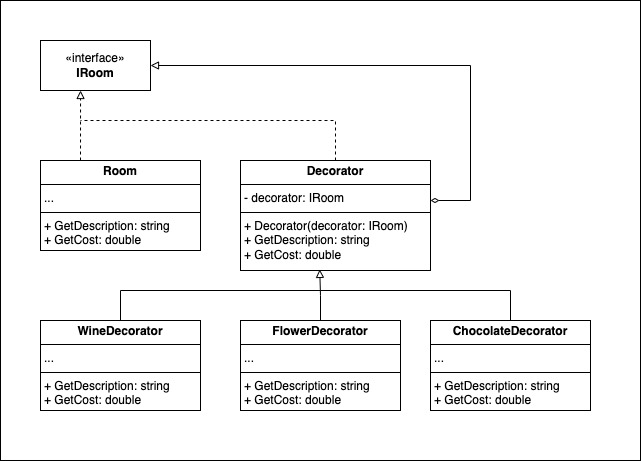 «interface»
IRoom
Room
...
+ GetDescription: string
+ GetCost: double
Decorator
- decorator: IRoom
+ Decorator(decorator: IRoom)
+ GetDescription: string
+ GetCost: double
WineDecorator
...
+ GetDescription: string
+ GetCost: double
FlowerDecorator
...
+ GetDescription: string
+ GetCost: double
ChocolateDecorator
...
+ GetDescription: string
+ GetCost: double